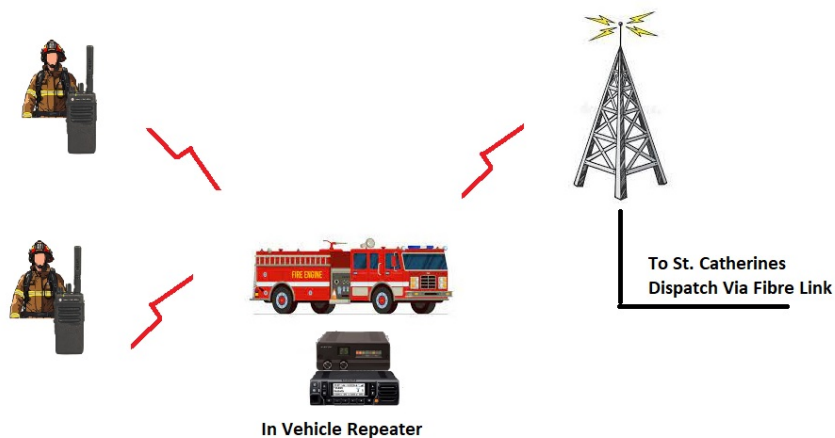 FIRE ENGINE
To St. Catherines
Dispatch Via Fibre Link
In Vehicle Repeater